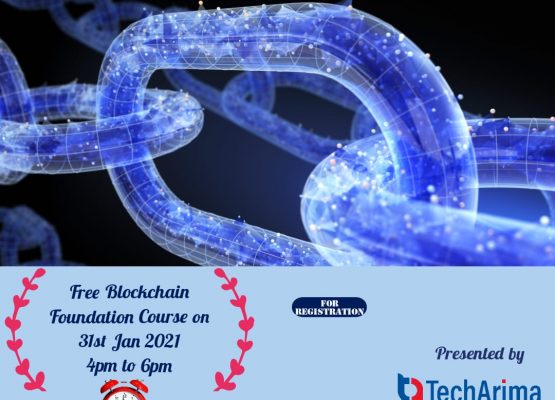 Free Blockchain
Foundation Course on
31st Jan 2021
4pm to 6pm
FOR
REGISTRATION
Presented by
TechArima